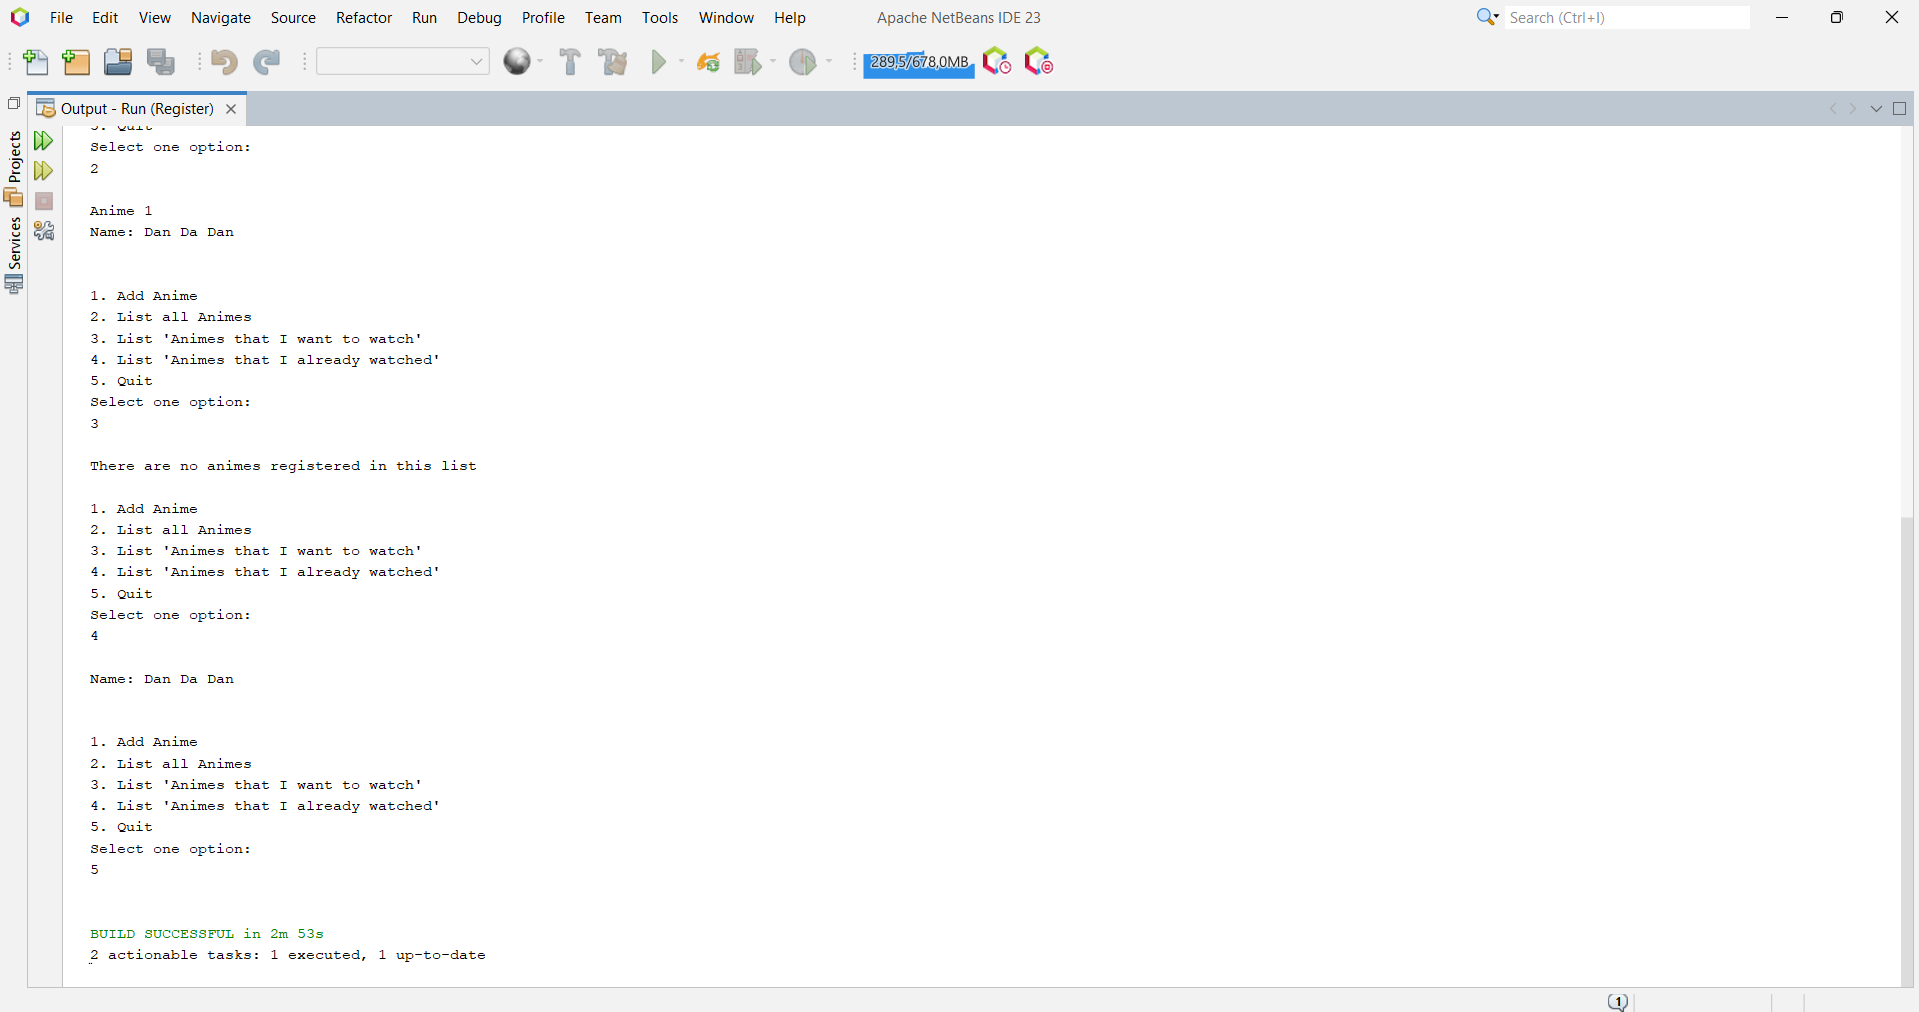 File Edit View Navigate Source Refactor Run Debug Profile Team Tools Window Help Apache NetBeans IDE 23 Search (Ctrl+I)
289,5/678,0MB
Output - Run (Register)
Projects
Services
5. Quit
Select one option:
2
Anime 1
Name: Dan Da Dan
1. Add Anime
2. List all Animes
3. List 'Animes that I want to watch'
4. List 'Animes that I already watched'
5. Quit
Select one option:
3
There are no animes registered in this list
1. Add Anime
2. List all Animes
3. List 'Animes that I want to watch'
4. List 'Animes that I already watched'
5. Quit
Select one option:
4
Name: Dan Da Dan
1. Add Anime
2. List all Animes
3. List 'Animes that I want to watch'
4. List 'Animes that I already watched'
5. Quit
Select one option:
5
BUILD SUCCESSFUL in 2m 53s
2 actionable tasks: 1 executed, 1 up-to-date
1